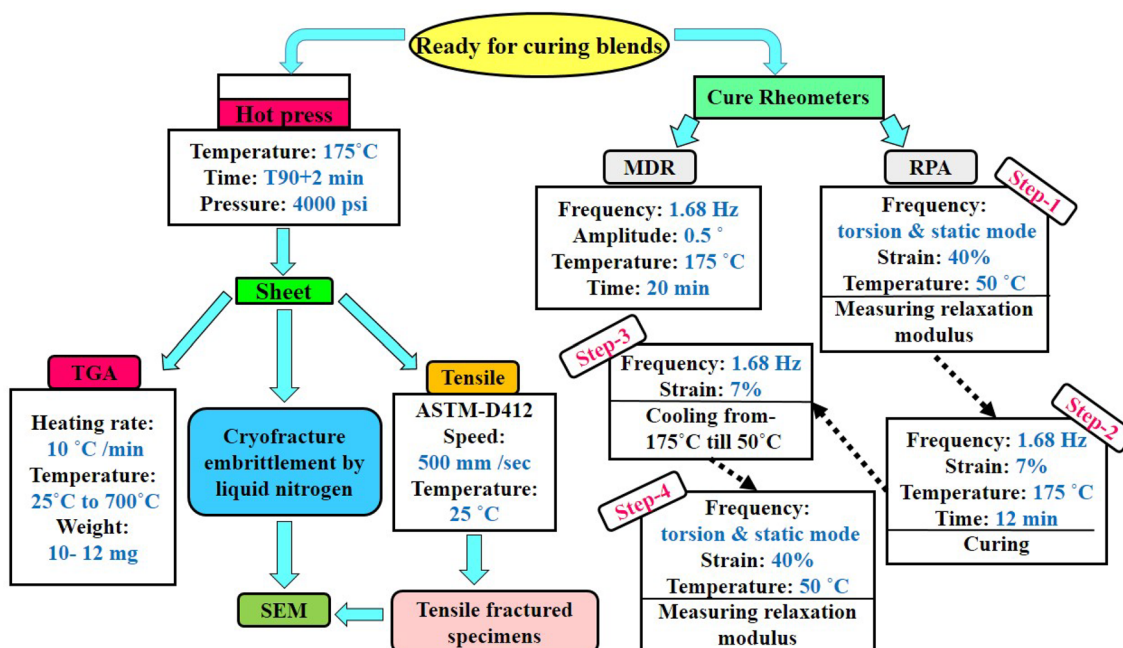 Ready for curing blends
Hot press
Temperature: 175˚C
Time: T90+2 min
Pressure: 4000 psi
Sheet
TGA
Heating rate:
10 ˚C /min
Temperature:
25˚C to 700˚C
Weight:
10- 12 mg
Cryofracture
embrittlement by
liquid nitrogen
Tensile
ASTM-D412
Speed:
500 mm /sec
Temperature:
25 ˚C
SEM
Tensile fractured
specimens
Cure Rheometers
MDR
Frequency: 1.68 Hz
Amplitude: 0.5 ˚
Temperature: 175 ˚C
Time: 20 min
RPA
Step-1
Frequency:
torsion & static mode
Strain: 40%
Temperature: 50 ˚C
Measuring relaxation
modulus
Step-2
Frequency: 1.68 Hz
Strain: 7%
Temperature: 175 ˚C
Time: 12 min
Curing
Step-3
Frequency: 1.68 Hz
Strain: 7%
Cooling from-
175˚C till 50˚C
Step-4
Frequency:
torsion & static mode
Strain: 40%
Temperature: 50 ˚C
Measuring relaxation
modulus